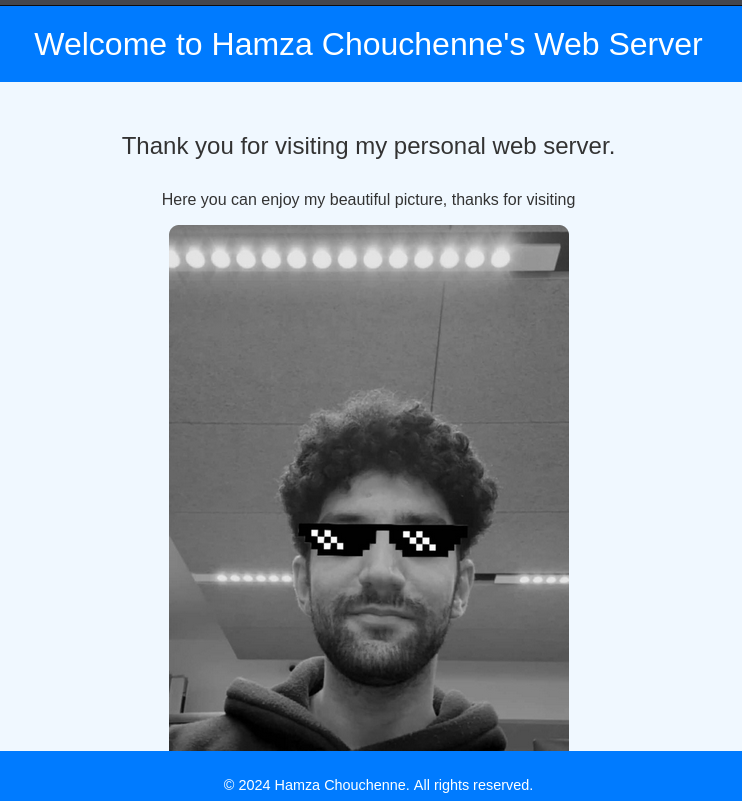 Welcome to Hamza Chouchenne's Web Server
Thank you for visiting my personal web server.
Here you can enjoy my beautiful picture, thanks for visiting
© 2024 Hamza Chouchenne. All rights reserved.